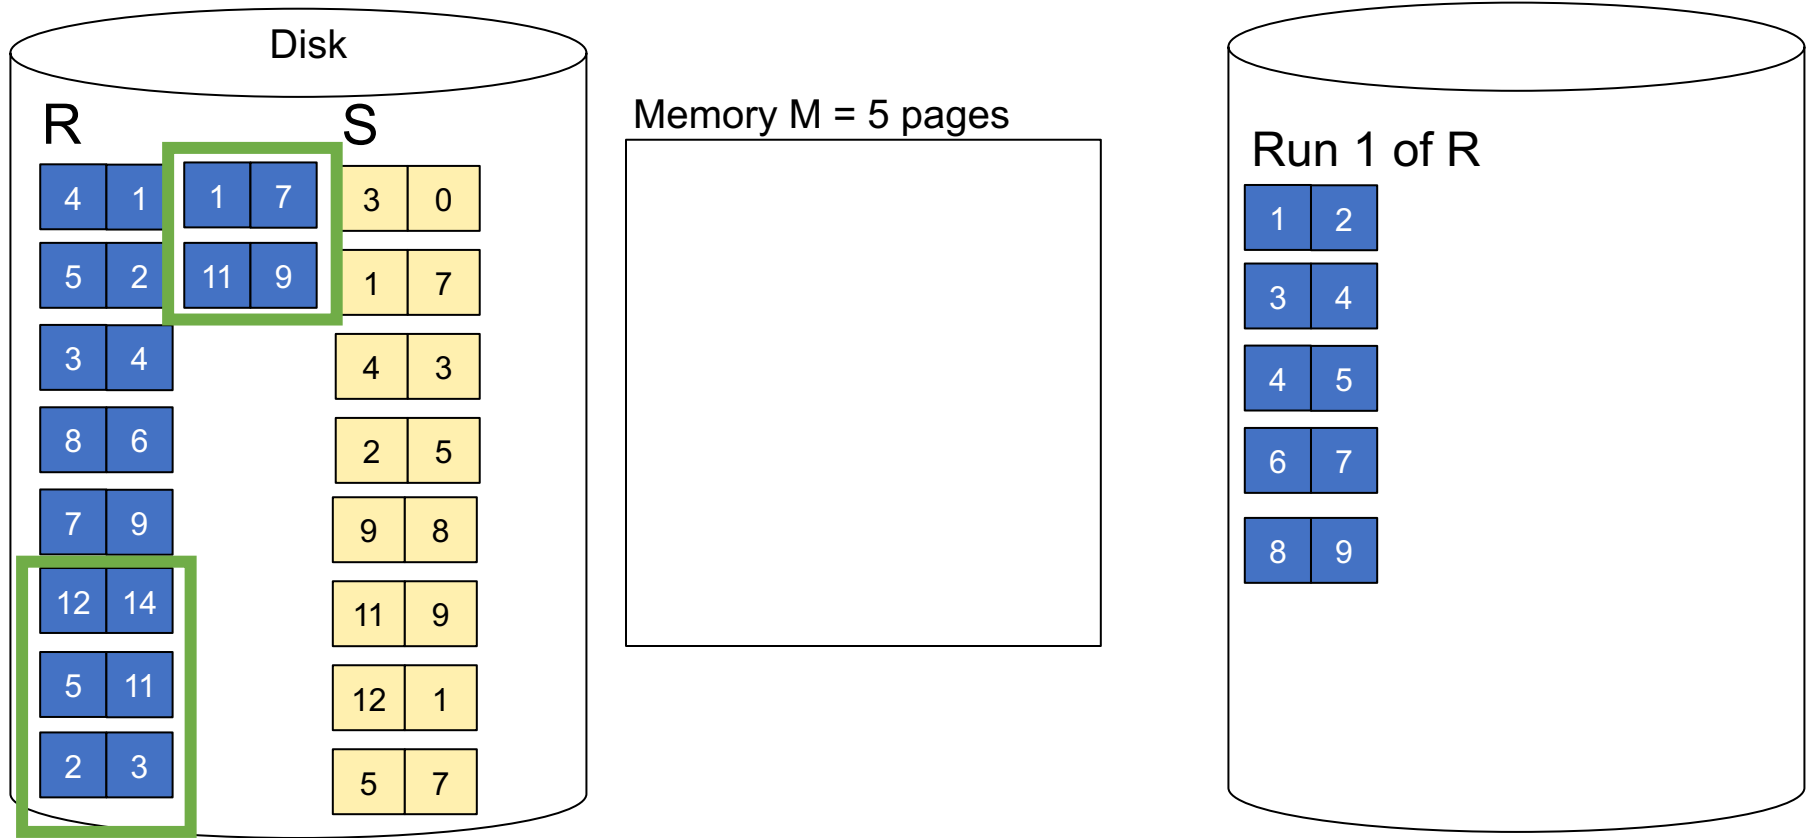 Disk
R S
Memory M = 5 pages
Run 1 of R
4 1 1 7 3 0
5 2 11 9 1 7
3 4 4 3
8 6 2 5
7 9 9 8
12 14 11 9
5 11 12 1
2 3 5 7
1 2
3 4
4 5
6 7
8 9